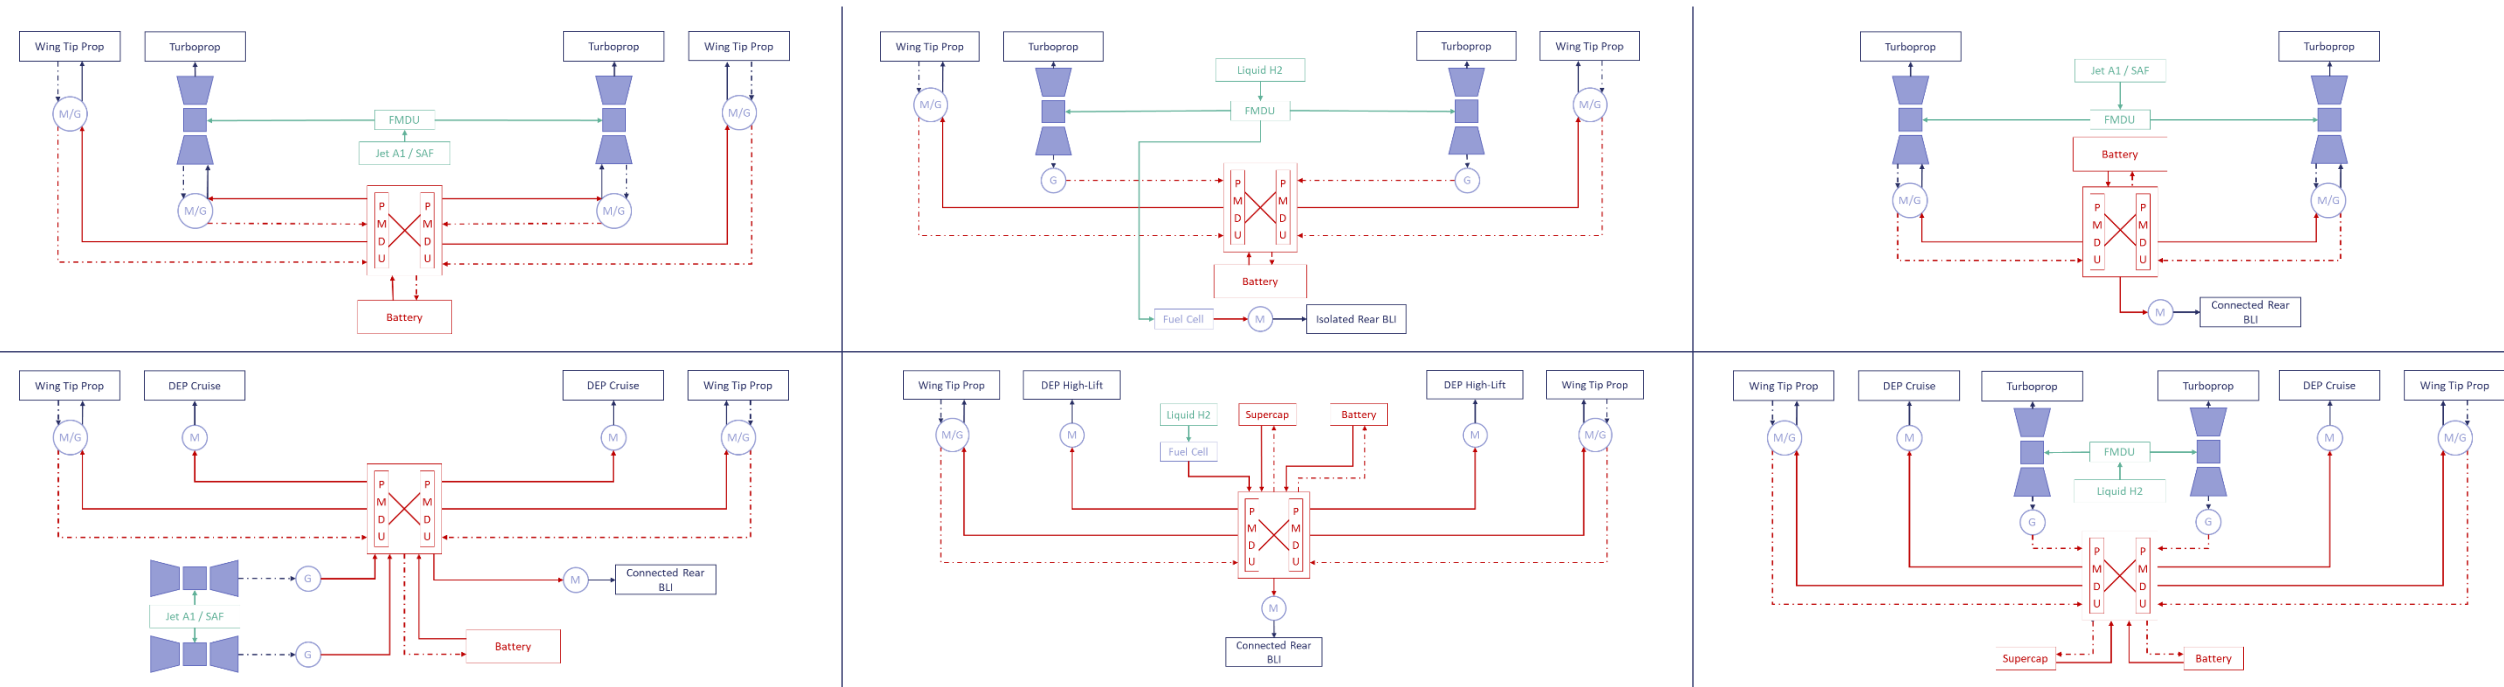 Wing Tip Prop
Turboprop
Turboprop
Wing Tip Prop
M/G
M/G
FMDU
Jet A1 / SAF
M/G
M/G
P
M
D
U
P
M
D
U
Battery
Wing Tip Prop
Turboprop
Turboprop
Wing Tip Prop
Liquid H2
M/G
FMDU
M/G
G
G
P
M
D
U
P
M
D
U
Battery
Fuel Cell
M
Isolated Rear BLI
Turboprop
Turboprop
Jet A1 / SAF
FMDU
Battery
M/G
M/G
P
M
D
U
P
M
D
U
M
Connected Rear
BLI
Wing Tip Prop
DEP Cruise
DEP Cruise
Wing Tip Prop
M/G
M
M
M/G
P
M
D
U
P
M
D
U
G
Jet A1 / SAF
G
M
Connected Rear
BLI
Battery
Wing Tip Prop
DEP High-Lift
DEP High-Lift
Wing Tip Prop
Liquid H2
Supercap
Battery
M/G
M
Fuel Cell
M
M/G
P
M
D
U
P
M
D
U
M
Connected Rear
BLI
Wing Tip Prop
DEP Cruise
Turboprop
Turboprop
DEP Cruise
Wing Tip Prop
M/G
M
FMDU
M
M/G
Liquid H2
G
G
P
M
D
U
P
M
D
U
Supercap
Battery